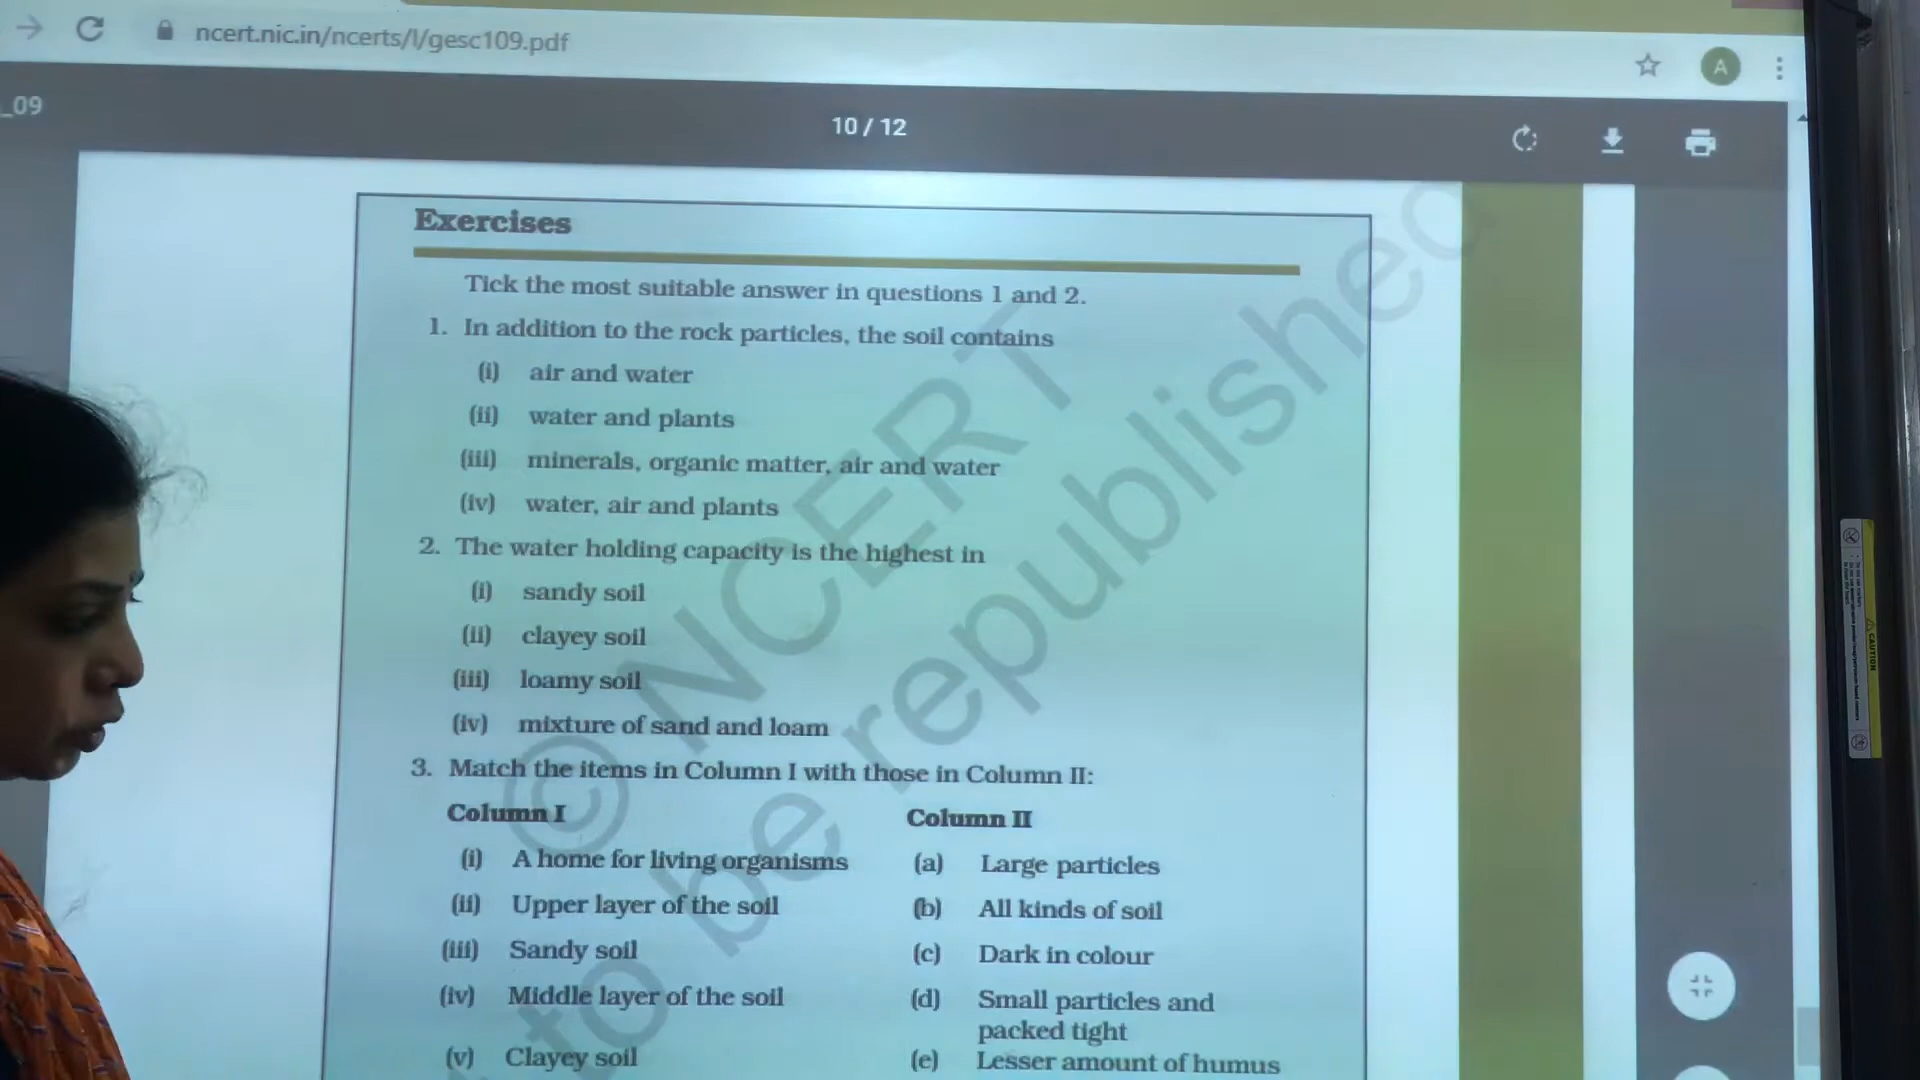 ncert.nic.in/ncerts/l/gesc109.pdf
A
_09
10 / 12
Exercises
Tick the most suitable answer in questions 1 and 2.
1. In addition to the rock particles, the soil contains
(i) air and water
(ii) water and plants
(iii) minerals, organic matter, air and water
(iv) water, air and plants
2. The water holding capacity is the highest in
(i) sandy soil
(ii) clayey soil
(iii) loamy soil
(iv) mixture of sand and loam
3. Match the items in Column I with those in Column II:
Column I Column II
(i) A home for living organisms (a) Large particles
(ii) Upper layer of the soil (b) All kinds of soil
(iii) Sandy soil (c) Dark in colour
(iv) Middle layer of the soil (d) Small particles and
packed tight
(v) Clayey soil (e) Lesser amount of humus
© NCERT
to be republished
CAUTION